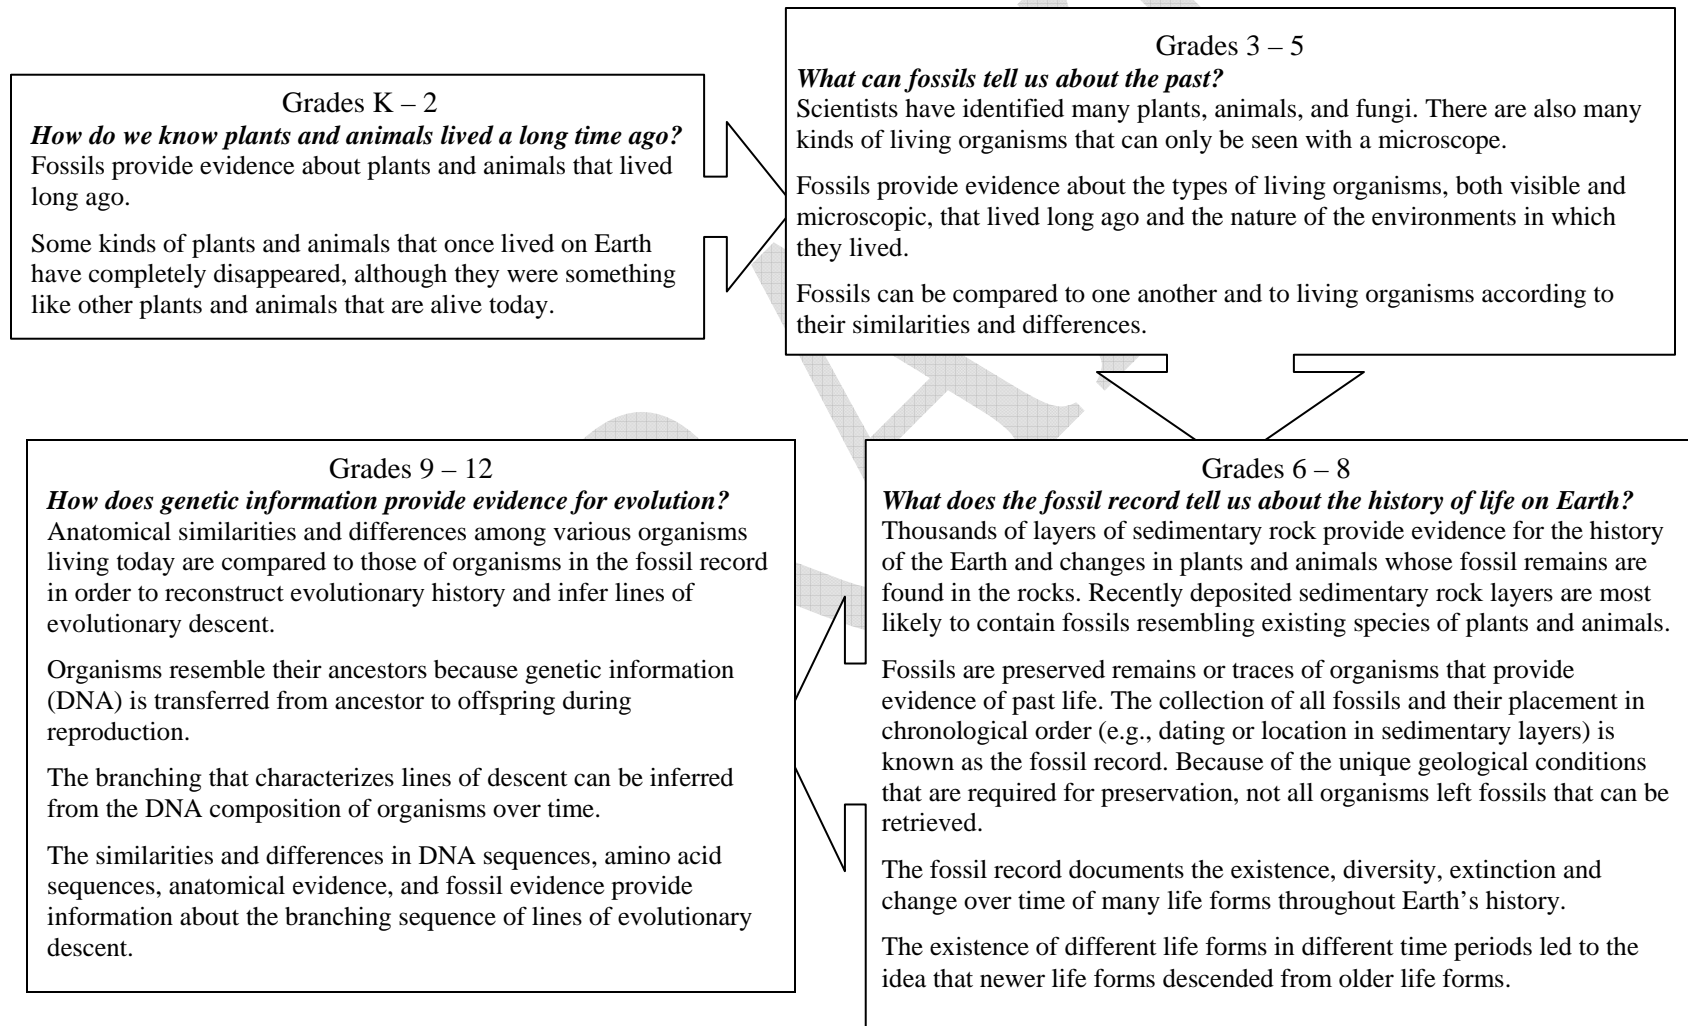 Grades K – 2
How do we know plants and animals lived a long time ago?
Fossils provide evidence about plants and animals that lived
long ago.
Some kinds of plants and animals that once lived on Earth
have completely disappeared, although they were something
like other plants and animals that are alive today.
Grades 3 – 5
What can fossils tell us about the past?
Scientists have identified many plants, animals, and fungi. There are also many
kinds of living organisms that can only be seen with a microscope.
Fossils provide evidence about the types of living organisms, both visible and
microscopic, that lived long ago and the nature of the environments in which
they lived.
Fossils can be compared to one another and to living organisms according to
their similarities and differences.
Grades 6 – 8
What does the fossil record tell us about the history of life on Earth?
Thousands of layers of sedimentary rock provide evidence for the history
of the Earth and changes in plants and animals whose fossil remains are
found in the rocks. Recently deposited sedimentary rock layers are most
likely to contain fossils resembling existing species of plants and animals.
Fossils are preserved remains or traces of organisms that provide
evidence of past life. The collection of all fossils and their placement in
chronological order (e.g., dating or location in sedimentary layers) is
known as the fossil record. Because of the unique geological conditions
that are required for preservation, not all organisms left fossils that can be
retrieved.
The fossil record documents the existence, diversity, extinction and
change over time of many life forms throughout Earth’s history.
The existence of different life forms in different time periods led to the
idea that newer life forms descended from older life forms.
Grades 9 – 12
How does genetic information provide evidence for evolution?
Anatomical similarities and differences among various organisms
living today are compared to those of organisms in the fossil record
in order to reconstruct evolutionary history and infer lines of
evolutionary descent.
Organisms resemble their ancestors because genetic information
(DNA) is transferred from ancestor to offspring during
reproduction.
The branching that characterizes lines of descent can be inferred
from the DNA composition of organisms over time.
The similarities and differences in DNA sequences, amino acid
sequences, anatomical evidence, and fossil evidence provide
information about the branching sequence of lines of evolutionary
descent.